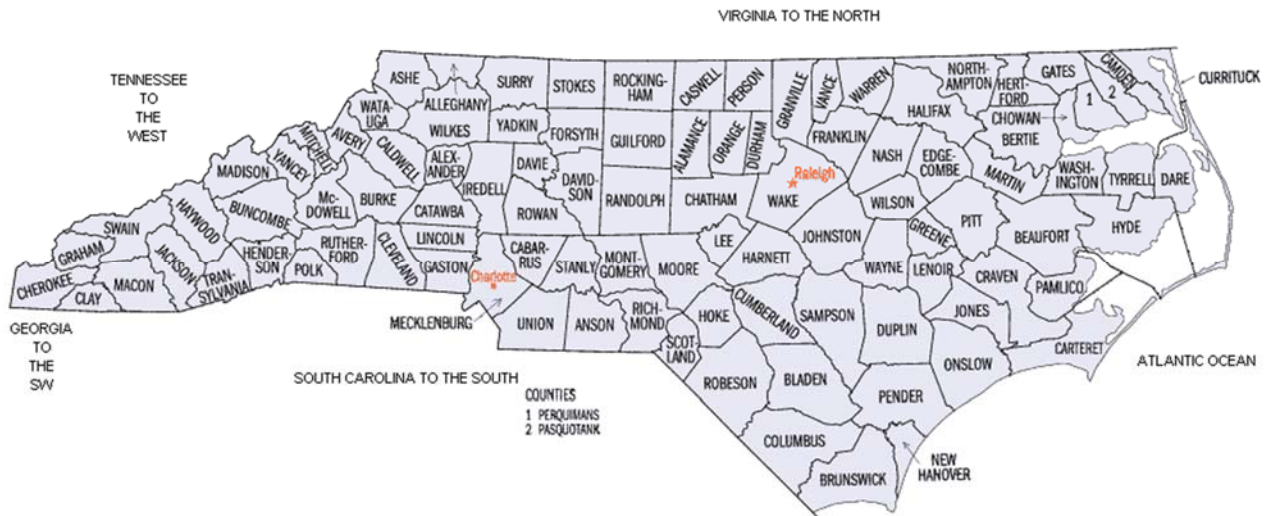 VIRGINIA TO THE NORTH
TENNESSEE
TO
THE
WEST
GEORGIA
TO
THE
SW
SOUTH CAROLINA TO THE SOUTH
ATLANTIC OCEAN
ASHE
ALLEGHANY
SURRY
STOKES
ROCKING-
HAM
CASWELL
PERSON
GRANVILLE
VANCE
WARREN
HALIFAX
NORTH-
AMPTON
HERT-
FORD
GATES
CAMDEN
CURRITUCK
1
2
CHOWAN
BERTIE
WATA-
UGA
WILKES
YADKIN
FORSYTH
GUILFORD
ALAMANCE
ORANGE
DURHAM
FRANKLIN
NASH
EDGE-
COMBE
MARTIN
WASH-
INGTON
TYRRELL
DARE
MITCHELL
AVERY
CALDWELL
ALEX-
ANDER
IREDELL
DAVIE
DAVID-
SON
RANDOLPH
CHATHAM
Raleigh
WAKE
WILSON
PITT
BEAUFORT
HYDE
MADISON
YANCEY
Mc-
DOWELL
BURKE
CATAWBA
ROWAN
HAYWOOD
BUNCOMBE
SWAIN
GRAHAM
CHEROKEE
CLAY
MACON
JACKSON
TRAN-
SYLVANIA
HENDER-
SON
POLK
RUTHER-
FORD
CLEVELAND
LINCOLN
GASTON
Charlotte
MECKLENBURG
CABAR-
RUS
STANLY
MONT-
GOMERY
MOORE
LEE
HARNETT
JOHNSTON
GREENE
WAYNE
LENOIR
CRAVEN
PAMLICO
JONES
CARTERET
UNION
ANSON
RICH-
MOND
SCOT-
LAND
HOKE
CUMBERLAND
SAMPSON
DUPLIN
ONSLOW
ROBESON
BLADEN
PENDER
COLUMBUS
BRUNSWICK
NEW
HANOVER
COUNTIES
1 PERQUIMANS
2 PASQUOTANK